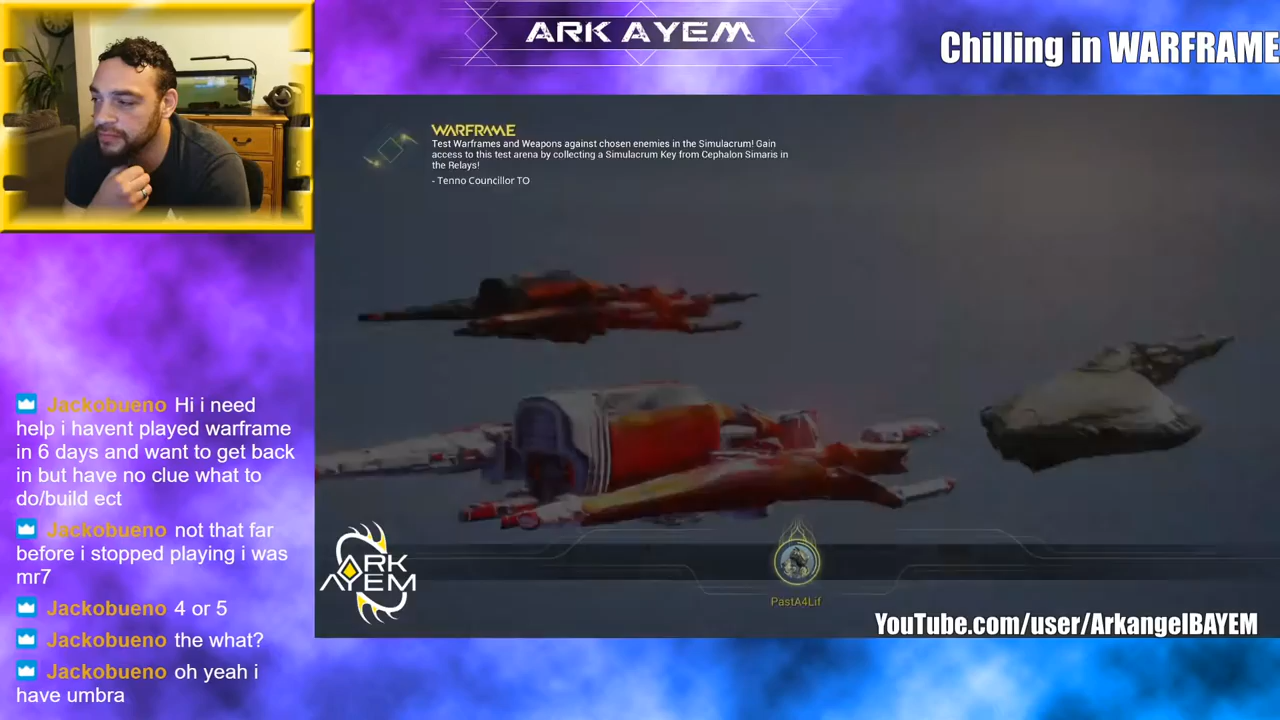 ARK AYEM
Chilling in WARFRAME
WARFRAME
Test Warframes and Weapons against chosen enemies in the Simulacrum! Gain
access to this test arena by collecting a Simulacrum Key from Cephalon Simaris in
the Relays!
- Tenno Councillor TO
Jackobueno Hi i need
help i havent played warframe
in 6 days and want to get back
in but have no clue what to
do/build ect
Jackobueno not that far
before i stopped playing i was
mr7
Jackobueno 4 or 5
Jackobueno the what?
Jackobueno oh yeah i
have umbra
ARK
AYEM
PastA4Lif
YouTube.com/user/ArkangelBAYEM